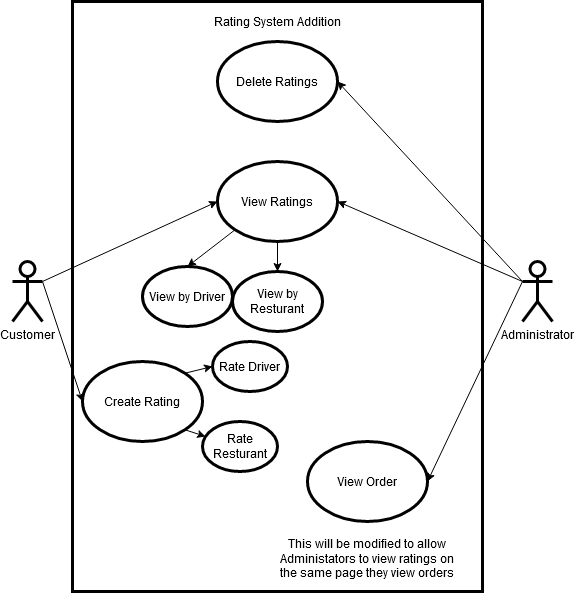 Rating System Addition
Delete Ratings
View Ratings
View by Driver
View by
Resturant
Customer
Administrator
Rate Driver
Create Rating
Rate
Resturant
View Order
This will be modified to allow
Administators to view ratings on
the same page they view orders